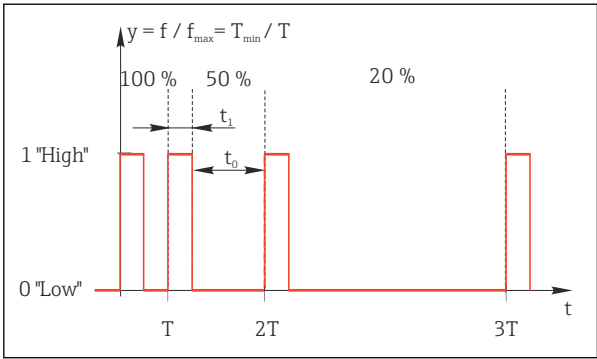 y = f / fmax= Tmin / T
100 % 50 % 20 %
t1
1 "High"
t0
0 "Low"
t
T 2T 3T